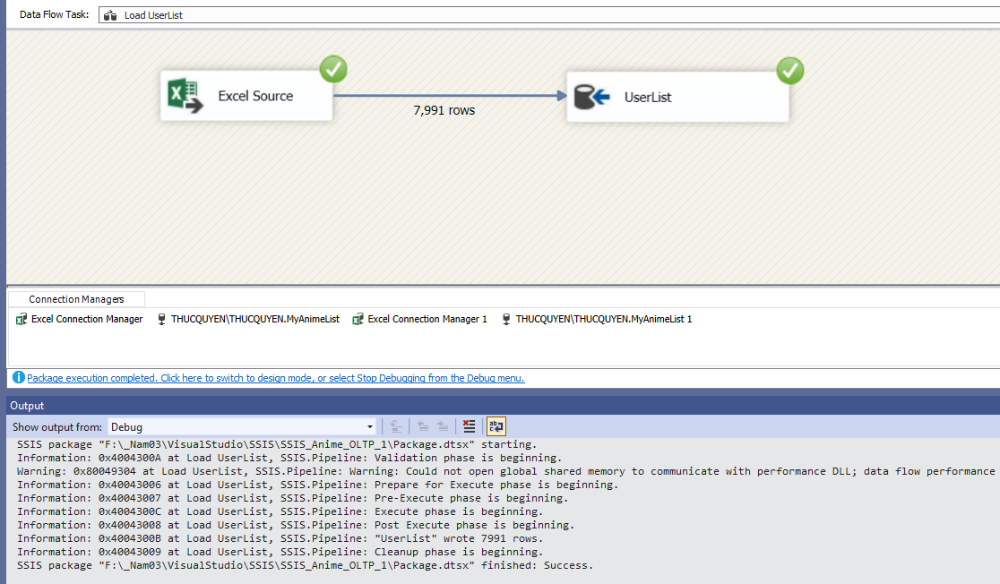 Data Flow Task: Load UserList
Excel Source
UserList
7,991 rows
Connection Managers
Excel Connection Manager THUCQUYEN\THUCQUYEN.MyAnimeList Excel Connection Manager 1 THUCQUYEN\THUCQUYEN.MyAnimeList 1
Package execution completed. Click here to switch to design mode, or select Stop Debugging from the Debug menu.
Output
Show output from: Debug
SSIS package "F:\_Nam03\VisualStudio\SSIS\SSIS_Anime_OLTP_1\Package.dtsx" starting.
Information: 0x4004300A at Load UserList, SSIS.Pipeline: Validation phase is beginning.
Warning: 0x80049304 at Load UserList, SSIS.Pipeline: Warning: Could not open global shared memory to communicate with performance DLL; data flow performance
Information: 0x40043006 at Load UserList, SSIS.Pipeline: Prepare for Execute phase is beginning.
Information: 0x40043007 at Load UserList, SSIS.Pipeline: Pre-Execute phase is beginning.
Information: 0x4004300C at Load UserList, SSIS.Pipeline: Execute phase is beginning.
Information: 0x40043008 at Load UserList, SSIS.Pipeline: Post Execute phase is beginning.
Information: 0x4004300B at Load UserList, SSIS.Pipeline: "UserList" wrote 7991 rows.
Information: 0x40043009 at Load UserList, SSIS.Pipeline: Cleanup phase is beginning.
SSIS package "F:\_Nam03\VisualStudio\SSIS\SSIS_Anime_OLTP_1\Package.dtsx" finished: Success.